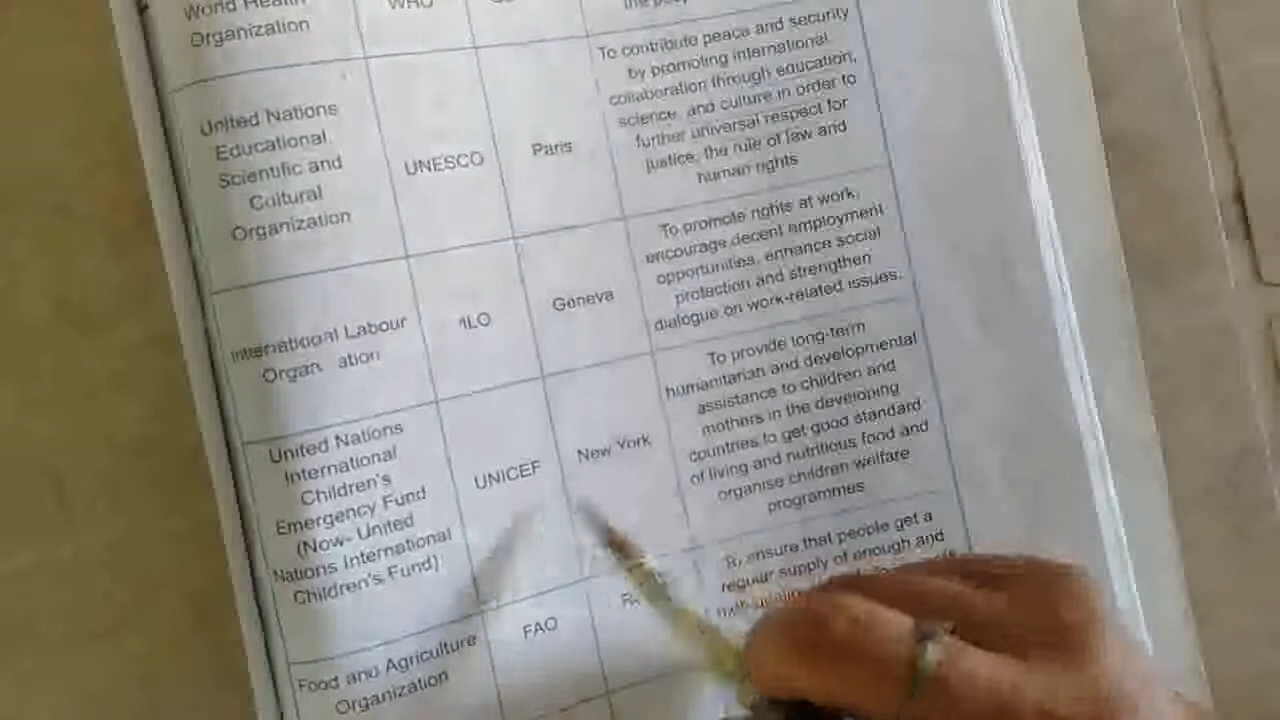 World Health
Organization
WHO
United Nations
Educational
Scientific and
Cultural
Organization
UNESCO
Paris
To contribute peace and security
by promoting international
collaboration through education,
science, and culture in order to
further universal respect for
justice, the rule of law and
human rights
International Labour
Organ ation
ILO
Geneva
To promote rights at work,
encourage decent employment
opportunities, enhance social
protection and strengthen
dialogue on work-related issues.
United Nations
International
Children's
Emergency Fund
(Now- United
Nations International
Children's Fund)
UNICEF
New York
To provide long-term
humanitarian and developmental
assistance to children and
mothers in the developing
countries to get good standard
of living and nutritious food and
organise children welfare
programmes
Food and Agriculture
Organization
FAO
To ensure that people get a
regular supply of enough and